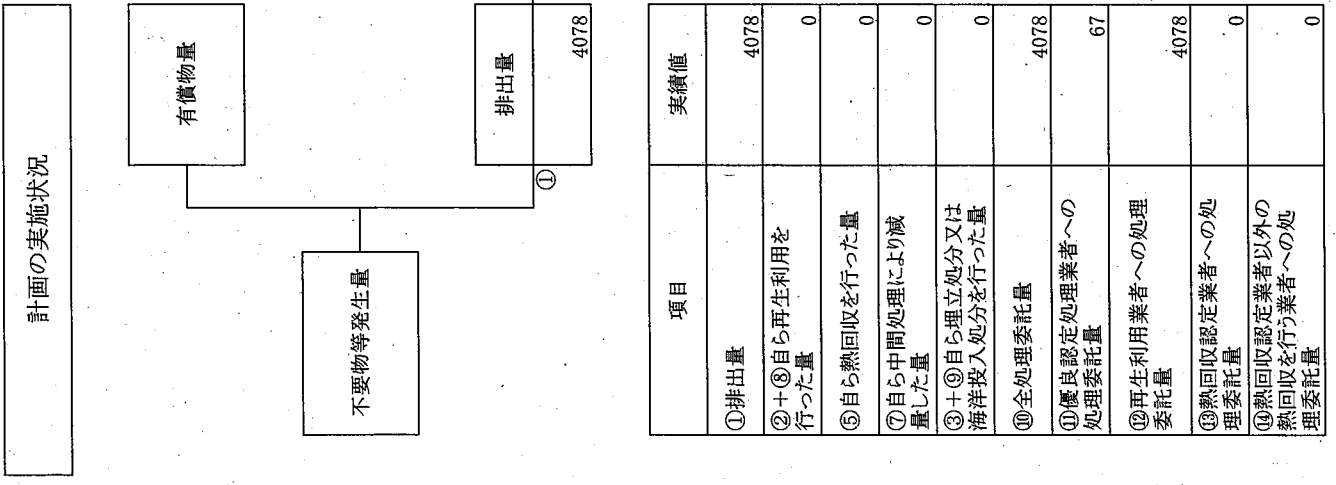 計画の実施状況
有償物量
不要物等発生量
①
排出量
4078
項目
実績値
①排出量
4078
②+⑧自ら再生利用を
行った量
0
⑤自ら熱回収を行った量
0
⑦自ら中間処理により減
量した量
0
③+⑨自ら埋立処分又は
海洋投入処分を行った量
0
⑩全処理委託量
4078
⑪優良認定処理業者への
処理委託量
67
⑫再生利用業者への処理
委託量
4078
⑬熱回収認定業者への処
理委託量
0
⑭熱回収認定業者以外の
熱回収を行う業者への処
理委託量
0